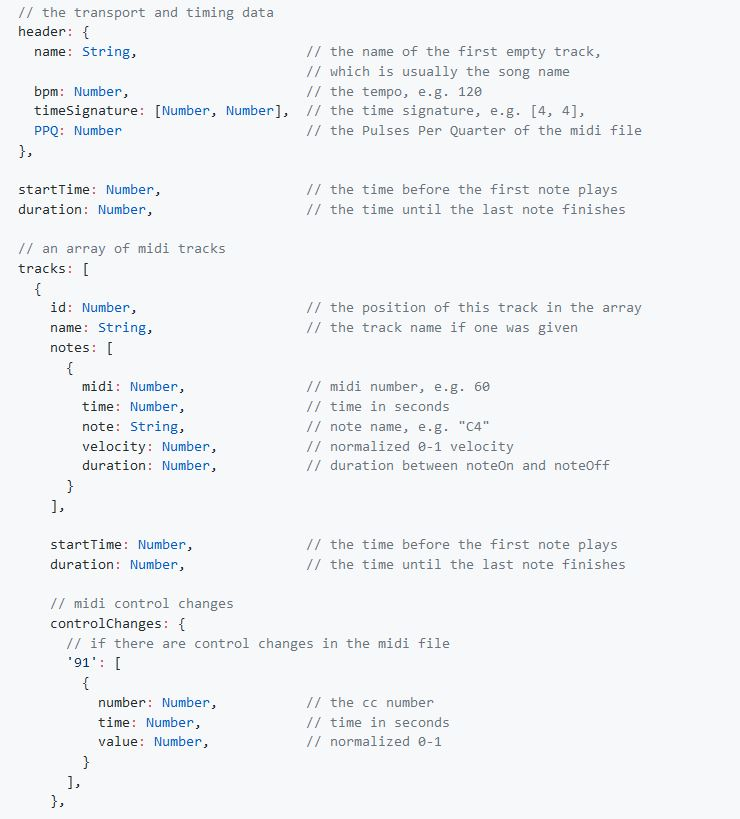 // the transport and timing data
header: {
  name: String,                     // the name of the first empty track,
                                    // which is usually the song name
  bpm: Number,                      // the tempo, e.g. 120
  timeSignature: [Number, Number],  // the time signature, e.g. [4, 4],
  PPQ: Number                       // the Pulses Per Quarter of the midi file
},

startTime: Number,                  // the time before the first note plays
duration: Number,                   // the time until the last note finishes

// an array of midi tracks
tracks: [
  {
    id: Number,                     // the position of this track in the array
    name: String,                   // the track name if one was given
    notes: [
      {
        midi: Number,               // midi number, e.g. 60
        time: Number,               // time in seconds
        note: String,               // note name, e.g. "C4"
        velocity: Number,           // normalized 0-1 velocity
        duration: Number,           // duration between noteOn and noteOff
      }
    ],

    startTime: Number,              // the time before the first note plays
    duration: Number,               // the time until the last note finishes

    // midi control changes
    controlChanges: {
      // if there are control changes in the midi file
      '91': [
        {
          number: Number,           // the cc number
          time: Number,             // time in seconds
          value: Number,            // normalized 0-1
        }
      ],
    },